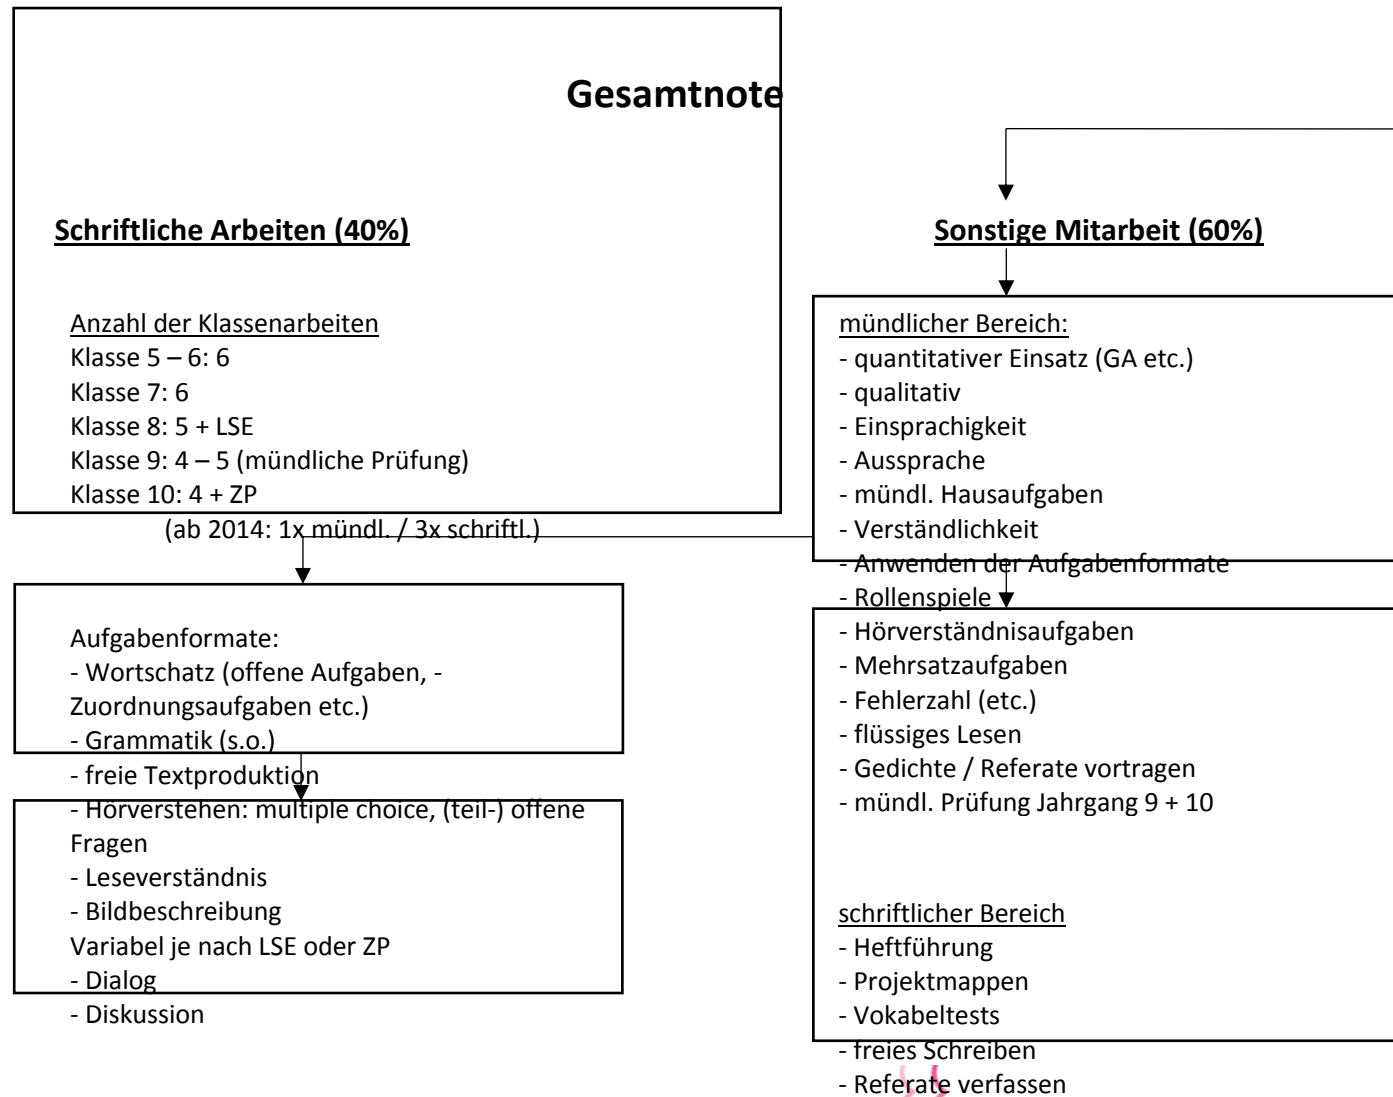 Gesamtnote
Schriftliche Arbeiten (40%)
Anzahl der Klassenarbeiten
Klasse 5 – 6: 6
Klasse 7: 6
Klasse 8: 5 + LSE
Klasse 9: 4 – 5 (mündliche Prüfung)
Klasse 10: 4 + ZP
(ab 2014: 1x mündl. / 3x schriftl.)
Aufgabenformate:
- Wortschatz (offene Aufgaben, -
Zuordnungsaufgaben etc.)
- Grammatik (s.o.)
- freie Textproduktion
- Hörverstehen: multiple choice, (teil-) offene
Fragen
- Leseverständnis
- Bildbeschreibung
Variabel je nach LSE oder ZP
- Dialog
- Diskussion
Sonstige Mitarbeit (60%)
mündlicher Bereich:
- quantitativer Einsatz (GA etc.)
- qualitativ
- Einsprachigkeit
- Aussprache
- mündl. Hausaufgaben
- Verständlichkeit
- Anwenden der Aufgabenformate
- Rollenspiele
- Hörverständnisaufgaben
- Mehrsatzaufgaben
- Fehlerzahl (etc.)
- flüssiges Lesen
- Gedichte / Referate vortragen
- mündl. Prüfung Jahrgang 9 + 10
schriftlicher Bereich
- Heftführung
- Projektmappen
- Vokabeltests
- freies Schreiben
- Referate verfassen